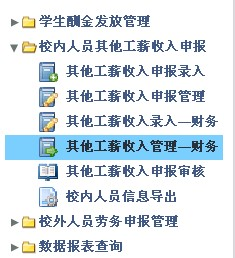 学生酬金发放管理
校内人员其他工薪收入申报
其他工薪收入申报录入
其他工薪收入申报管理
其他工薪收入录入—财务
其他工薪收入管理—财务
其他工薪收入申报审核
校内人员信息导出
校外人员劳务申报管理
数据报表查询